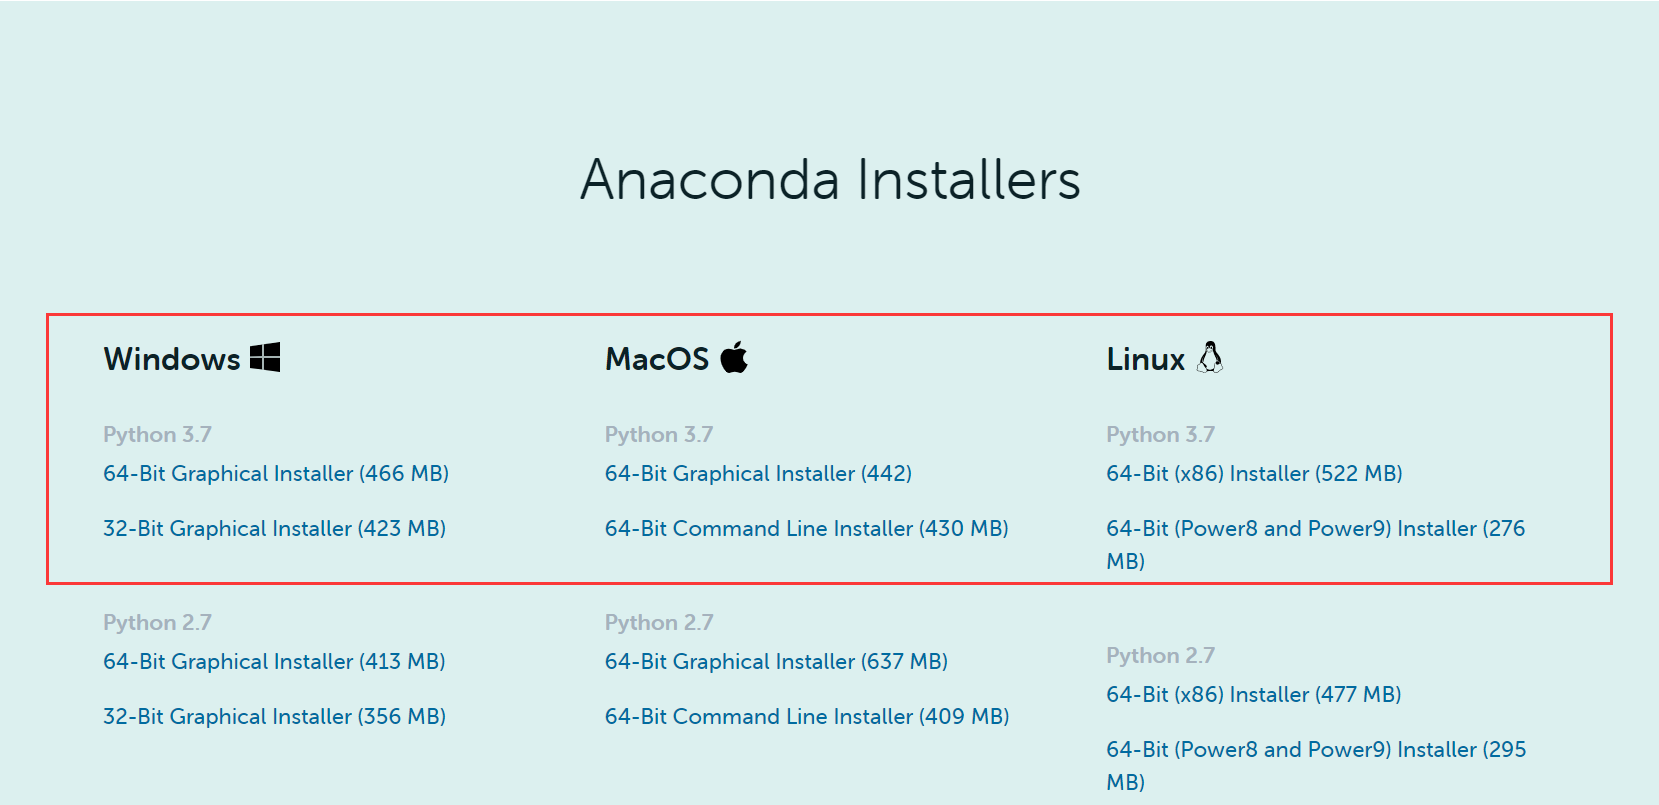 Anaconda Installers
Windows
Python 3.7
64-Bit Graphical Installer (466 MB)
32-Bit Graphical Installer (423 MB)
Python 2.7
64-Bit Graphical Installer (413 MB)
32-Bit Graphical Installer (356 MB)
MacOS
Python 3.7
64-Bit Graphical Installer (442)
64-Bit Command Line Installer (430 MB)
Python 2.7
64-Bit Graphical Installer (637 MB)
64-Bit Command Line Installer (409 MB)
Linux
Python 3.7
64-Bit (x86) Installer (522 MB)
64-Bit (Power8 and Power9) Installer (276
MB)
Python 2.7
64-Bit (x86) Installer (477 MB)
64-Bit (Power8 and Power9) Installer (295
MB)